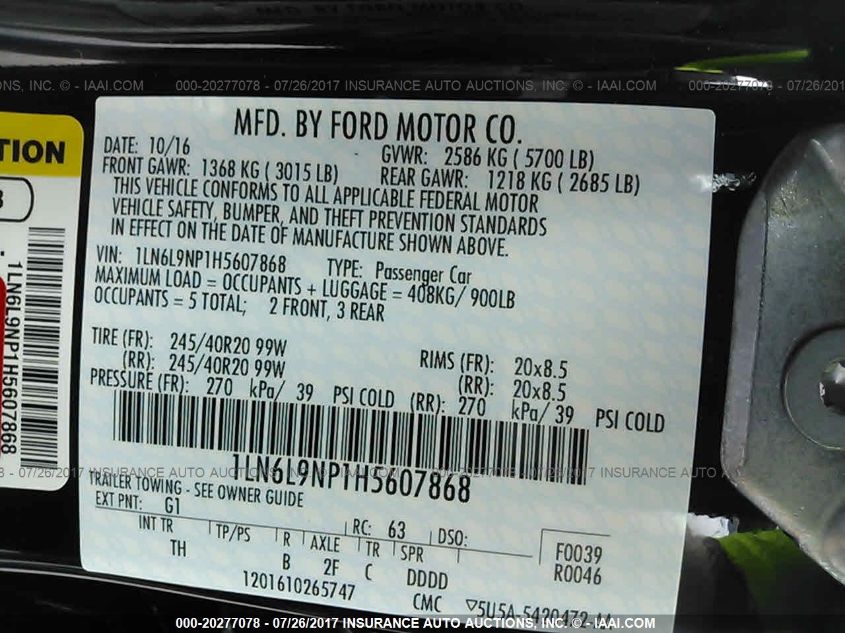 000-20277078 - 07/26/2017 INSURANCE AUTO AUCTIONS, INC. © - IAAI.COM
MFD. BY FORD MOTOR CO.
DATE: 10/16 GVWR: 2586 KG ( 5700 LB)
FRONT GAWR: 1368 KG ( 3015 LB) REAR GAWR: 1218 KG ( 2685 LB)
THIS VEHICLE CONFORMS TO ALL APPLICABLE FEDERAL MOTOR
VEHICLE SAFETY, BUMPER, AND THEFT PREVENTION STANDARDS
IN EFFECT ON THE DATE OF MANUFACTURE SHOWN ABOVE.
VIN: 1LN6L9NP1H5607868 TYPE: Passenger Car
MAXIMUM LOAD = OCCUPANTS + LUGGAGE = 408KG/ 900LB
OCCUPANTS = 5 TOTAL; 2 FRONT, 3 REAR
TIRE (FR): 245/40R20 99W RIMS (FR): 20x8.5
(RR): 245/40R20 99W (RR): 20x8.5
PRESSURE (FR): 270 kPa/ 39 PSI COLD (RR): 270 kPa/ 39 PSI COLD
1LN6L9NP1H5607868
TRAILER TOWING - SEE OWNER GUIDE
EXT PNT: G1 RC: 63 DSO: F0039
INT TR TP/PS R AXLE TR SPR R0046
TH B 2F C DDDD
1201610265747 CMC
TION
1LN6L9NP1H5607868
000-20277078 - 07/26/2017 INSURANCE AUTO AUCTIONS, INC. © - IAAI.COM
000-20277078 - 07/26/2017 INSURANCE AUTO AUCTIONS, INC. © - IAAI.COM